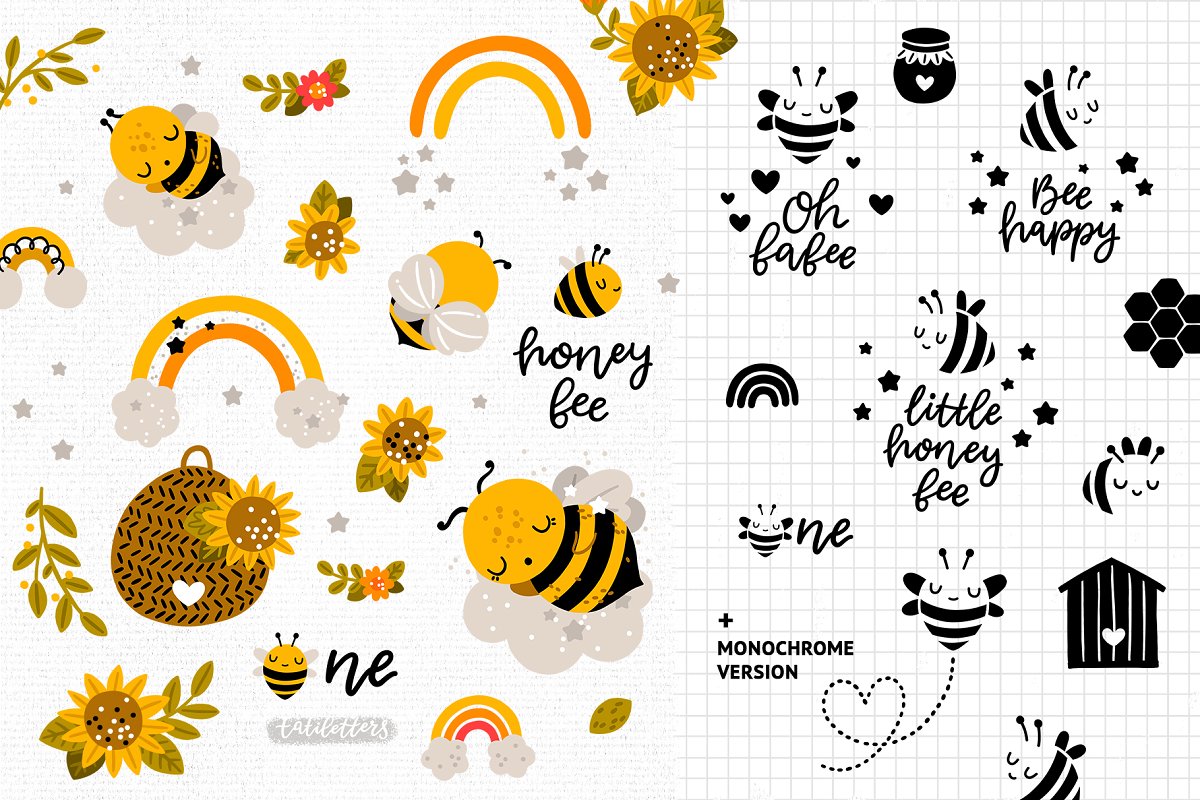 honey
bee
ne
tatiletters
Oh
babee
Bee
happy
little
honey
bee
ne
+
MONOCHROME
VERSION